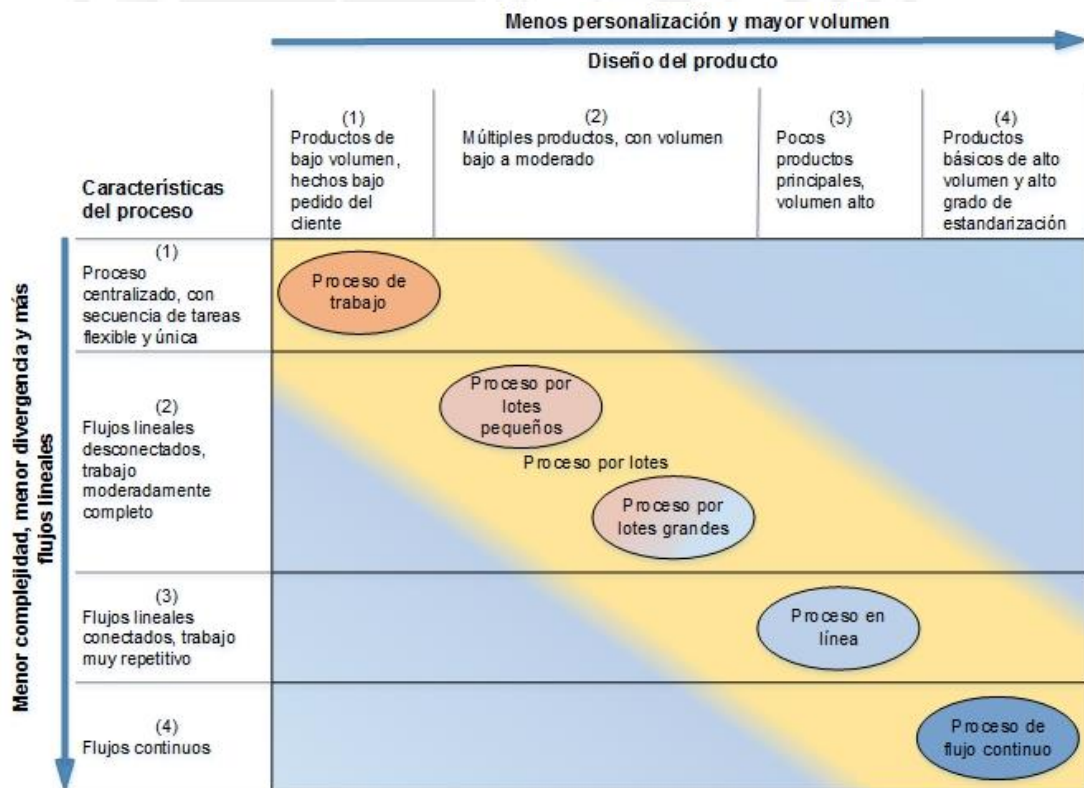 Menos personalización y mayor volumen
Diseño del producto
(1)
Productos de
bajo volumen,
hechos bajo
pedido del
cliente
(2)
Múltiples productos, con volumen
bajo a moderado
(3)
Pocos
productos
principales,
volumen alto
(4)
Productos
básicos de alto
volumen y alto
grado de
estandarización
Características
del proceso
Menor complejidad, menor divergencia y más
flujos lineales
(1)
Proceso
centralizado, con
secuencia de tareas
flexible y única
Proceso de
trabajo
(2)
Flujos lineales
desconectados,
trabajo
moderadamente
completo
Proceso por
lotes
pequeños
Proceso por lotes
Proceso por
lotes grandes
(3)
Flujos lineales
conectados, trabajo
muy repetitivo
Proceso en
línea
(4)
Flujos continuos
Proceso de
flujo continuo